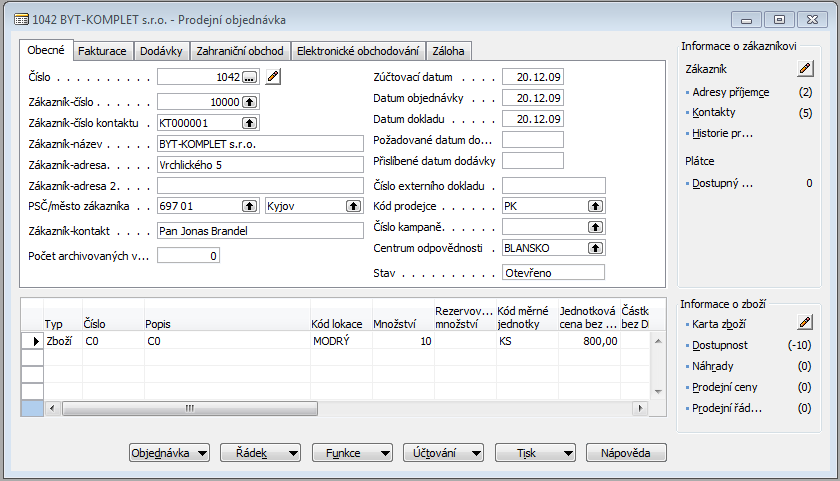 1042 BYT-KOMPLET s.r.o. - Prodejní objednávka
Obecné Fakturace Dodávky Zahraniční obchod Elektronické obchodování Záloha
Číslo . . . . . . . . . . 1042 ...
Zákazník-číslo . . . . . 10000
Zákazník-číslo kontaktu . KT000001
Zákazník-název . . . . . BYT-KOMPLET s.r.o.
Zákazník-adresa. . . . . Vrchlického 5
Zákazník-adresa 2. . . .
PSČ/město zákazníka . . 697 01 Kyjov
Zákazník-kontakt . . . . Pan Jonas Brandel
Počet archivovaných v... 0
Zúčtovací datum . . . . 20.12.09
Datum objednávky . . . . 20.12.09
Datum dokladu . . . . . 20.12.09
Požadované datum do...
Přislíbené datum dodávky
Číslo externího dokladu .
Kód prodejce . . . . . . PK
Číslo kampaně. . . . . .
Centrum odpovědnosti . BLANSKO
Stav . . . . . . . . . . Otevřeno
Informace o zákazníkovi
Zákazník
Adresy příjemce (2)
Kontakty (5)
Historie pr...
Plátce
Dostupný ... 0
Typ Číslo Popis Kód lokace Množství Rezervov... množství Kód měrné jednotky Jednotková cena bez ... Částk bez D
Zboží C0 C0 MODRÝ 10 KS 800,00
Informace o zboží
Karta zboží
Dostupnost (-10)
Náhrady (0)
Prodejní ceny (0)
Prodejní řád... (0)
Objednávka Řádek Funkce Účtování Tisk Nápověda